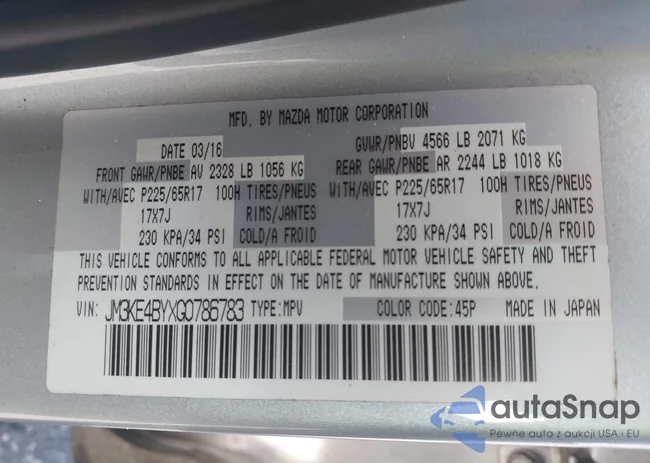 MFD. BY MAZDA MOTOR CORPORATION
DATE 03/16 GVWR/PNBV 4566 LB 2071 KG
FRONT GAWR/PNBE AV 2328 LB 1056 KG REAR GAWR/PNBE AR 2244 LB 1018 KG
WITH/AVEC P225/65R17 100H TIRES/PNEUS WITH/AVEC P225/65R17 100H TIRES/PNEUS
17X7J RIMS/JANTES 17X7J RIMS/JANTES
230 KPA/34 PSI COLD/A FROID 230 KPA/34 PSI COLD/A FROID
THIS VEHICLE CONFORMS TO ALL APPLICABLE FEDERAL MOTOR VEHICLE SAFETY AND THEFT
PREVENTION STANDARDS IN EFFECT ON THE DATE OF MANUFACTURE SHOWN ABOVE.
VIN: JM3KE4BYXG0786783 TYPE:MPV COLOR CODE:45P MADE IN JAPAN
autaSnap
Pewne auta z aukcji USA i EU